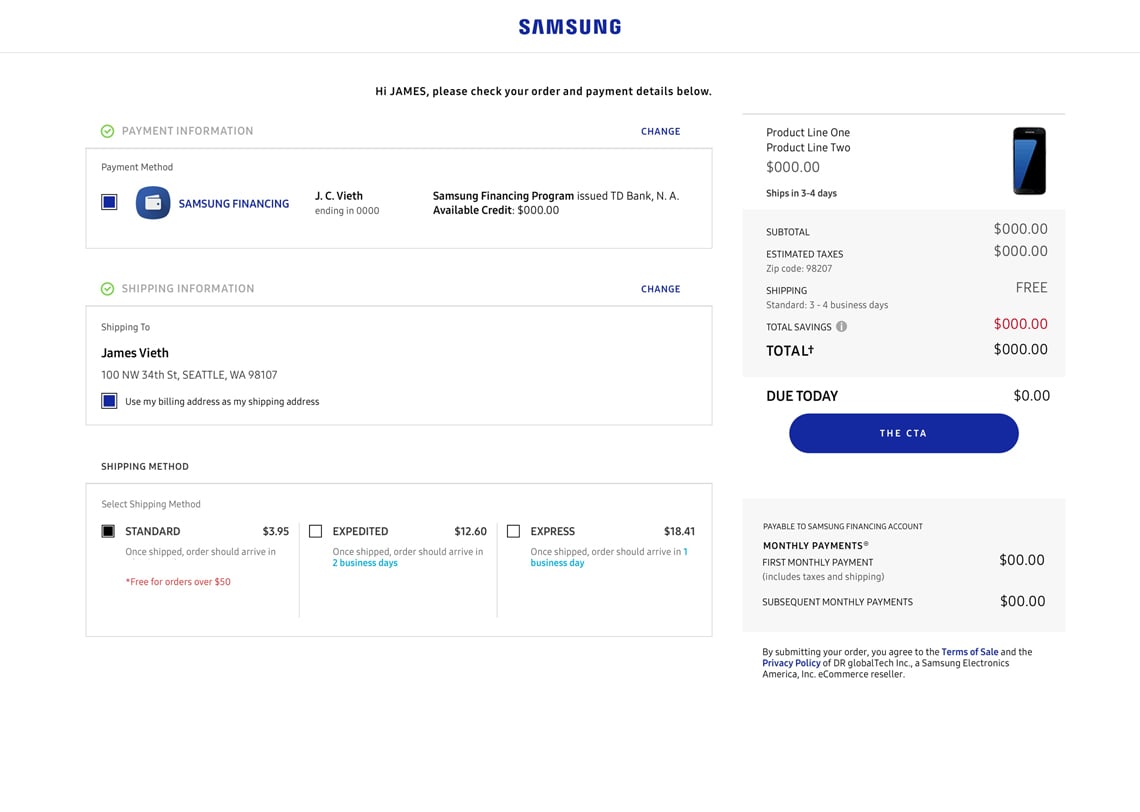 SAMSUNG
Hi JAMES, please check your order and payment details below.
PAYMENT INFORMATION
CHANGE
Payment Method
SAMSUNG FINANCING
J. C. Vieth
ending in 0000
Samsung Financing Program issued TD Bank, N. A.
Available Credit: $000.00
SHIPPING INFORMATION
CHANGE
Shipping To
James Vieth
100 NW 34th St, SEATTLE, WA 98107
Use my billing address as my shipping address
SHIPPING METHOD
Select Shipping Method
STANDARD $3.95
Once shipped, order should arrive in
*Free for orders over $50
EXPEDITED $12.60
Once shipped, order should arrive in
2 business days
EXPRESS $18.41
Once shipped, order should arrive in 1
business day
Product Line One
Product Line Two
$000.00
Ships in 3-4 days
SUBTOTAL $000.00
ESTIMATED TAXES $000.00
Zip code: 98207
SHIPPING FREE
Standard: 3 - 4 business days
TOTAL SAVINGS i $000.00
TOTAL† $000.00
DUE TODAY $0.00
THE CTA
PAYABLE TO SAMSUNG FINANCING ACCOUNT
MONTHLY PAYMENTS®
FIRST MONTHLY PAYMENT $00.00
(includes taxes and shipping)
SUBSEQUENT MONTHLY PAYMENTS $00.00
By submitting your order, you agree to the Terms of Sale and the
Privacy Policy of DR globalTech Inc., a Samsung Electronics
America, Inc. eCommerce reseller.